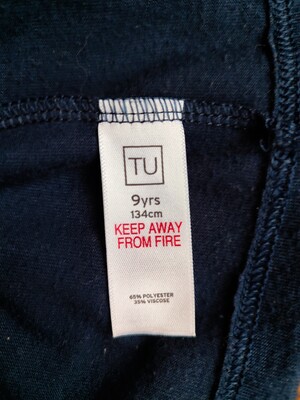 TU
9yrs
134cm
KEEP AWAY
FROM FIRE
65% POLYESTER
35% VISCOSE